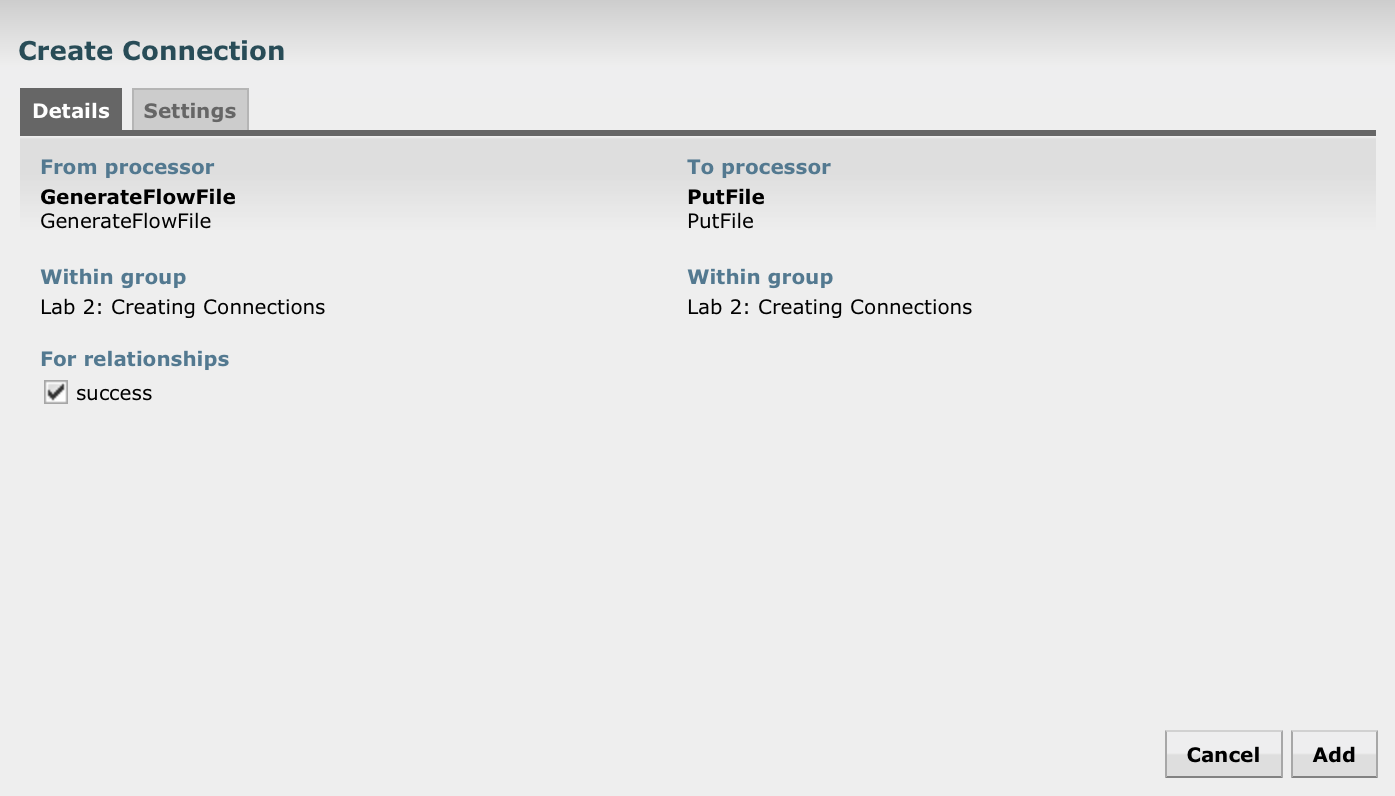 Create Connection
Details
Settings
From processor
GenerateFlowFile
GenerateFlowFile
To processor
PutFile
PutFile
Within group
Lab 2: Creating Connections
Within group
Lab 2: Creating Connections
For relationships
success
Cancel
Add